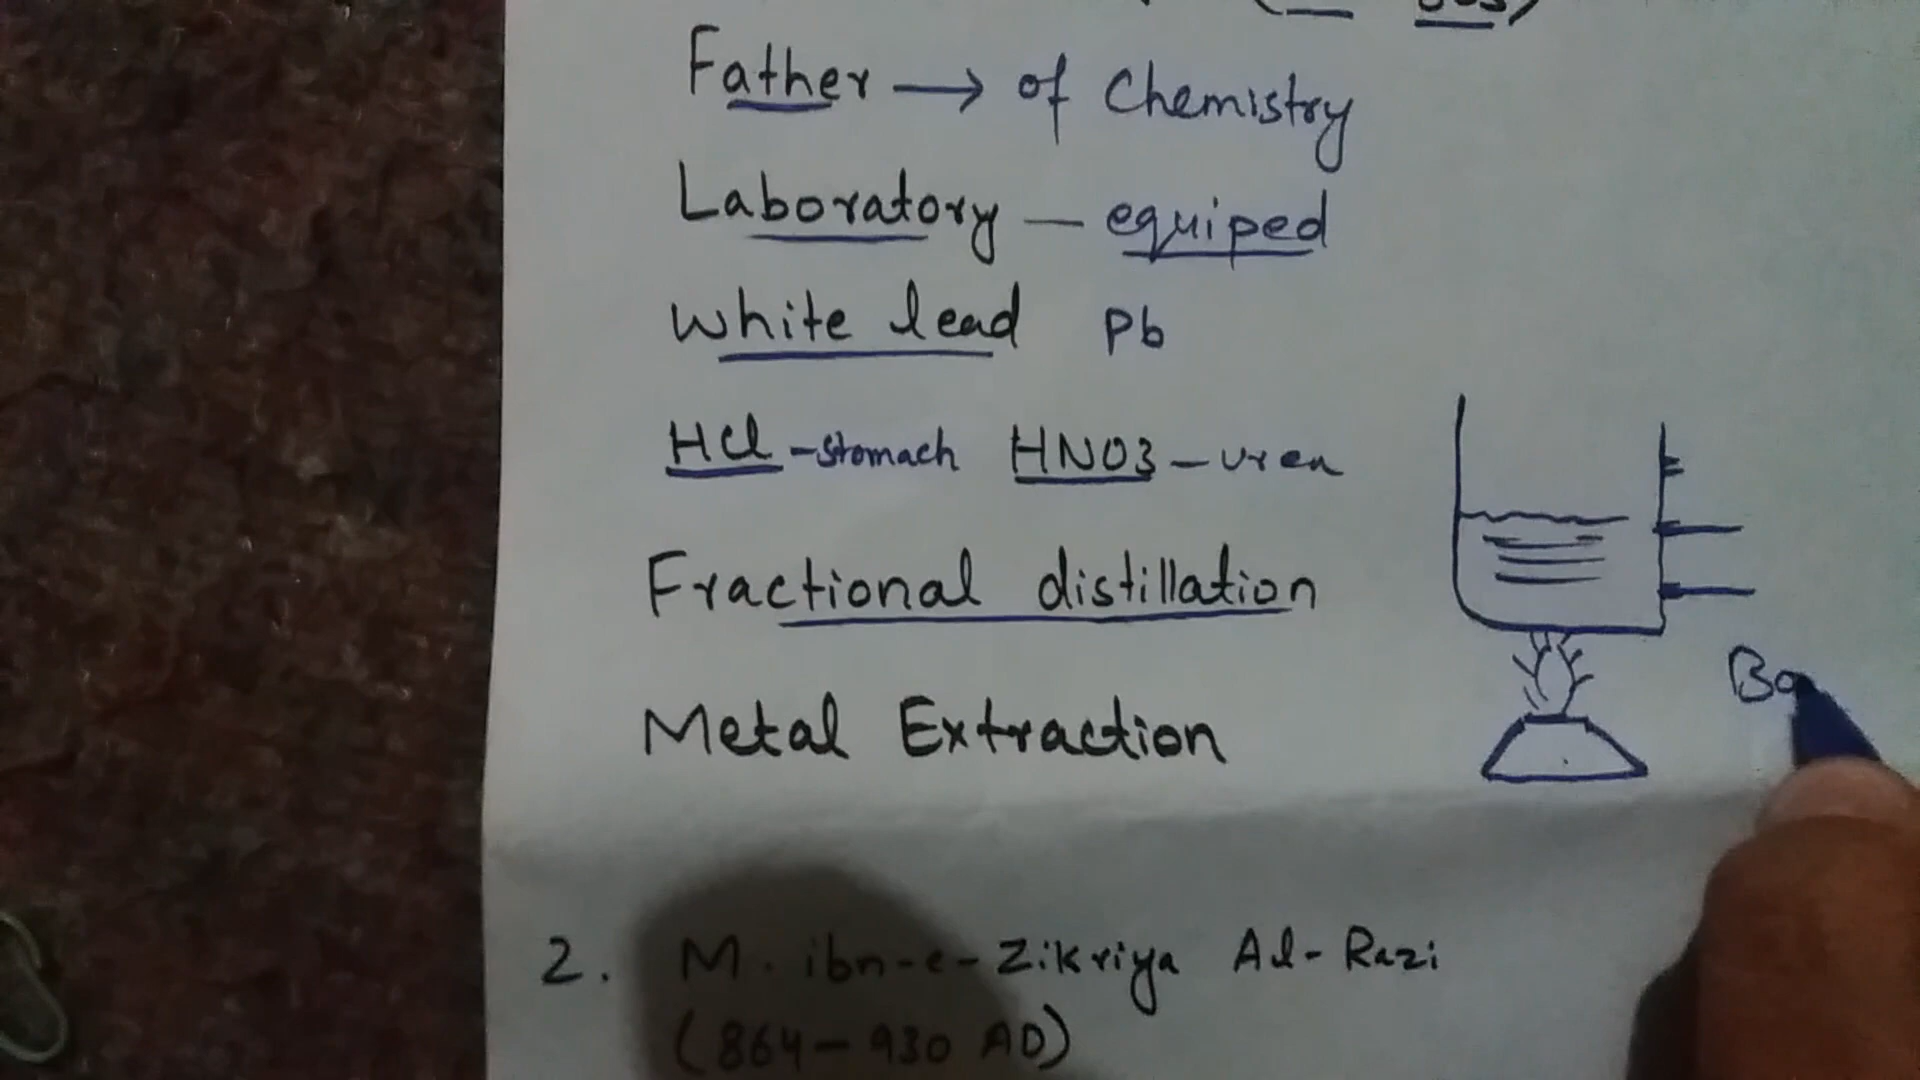 Father → of Chemistry
Laboratory — equiped
White lead Pb
HCl - stomach HNO3 - urea
Fractional distillation
Metal Extraction
Bo
2. M. ibn-e-Zikriya Al-Razi
(864 - 930 AD)